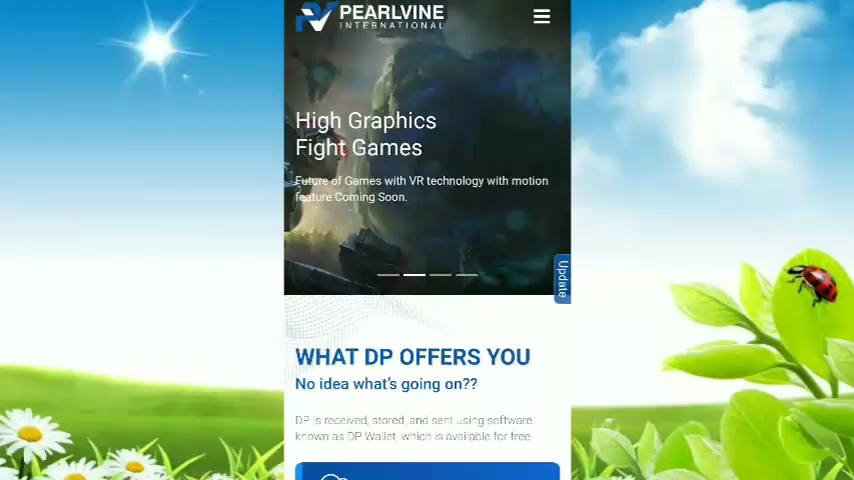 PEARLVINE
INTERNATIONAL
High Graphics
Fight Games
Future of Games with VR technology with motion
feature Coming Soon.
Update
WHAT DP OFFERS YOU
No idea what's going on??
DP is received, stored, and sent using software
known as DP Wallet, which is available for free.